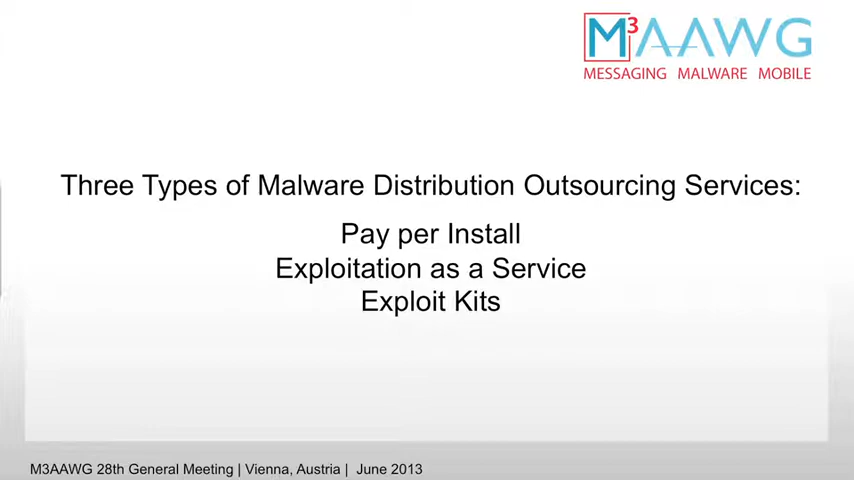 M3AAWG
MESSAGING MALWARE MOBILE
Three Types of Malware Distribution Outsourcing Services:
Pay per Install
Exploitation as a Service
Exploit Kits
M3AAWG 28th General Meeting | Vienna, Austria | June 2013